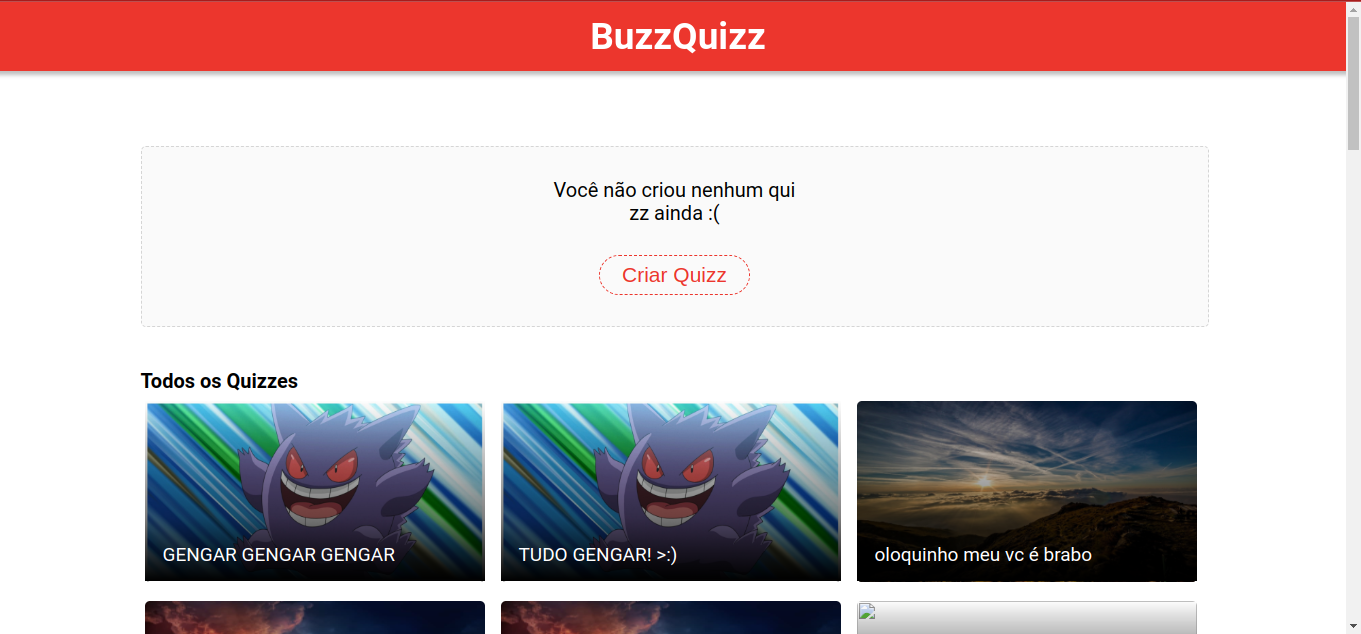 BuzzQuizz
Você não criou nenhum qui
zz ainda :(
Criar Quizz
Todos os Quizzes
GENGAR GENGAR GENGAR
TUDO GENGAR! >:)
oloquinho meu vc é brabo